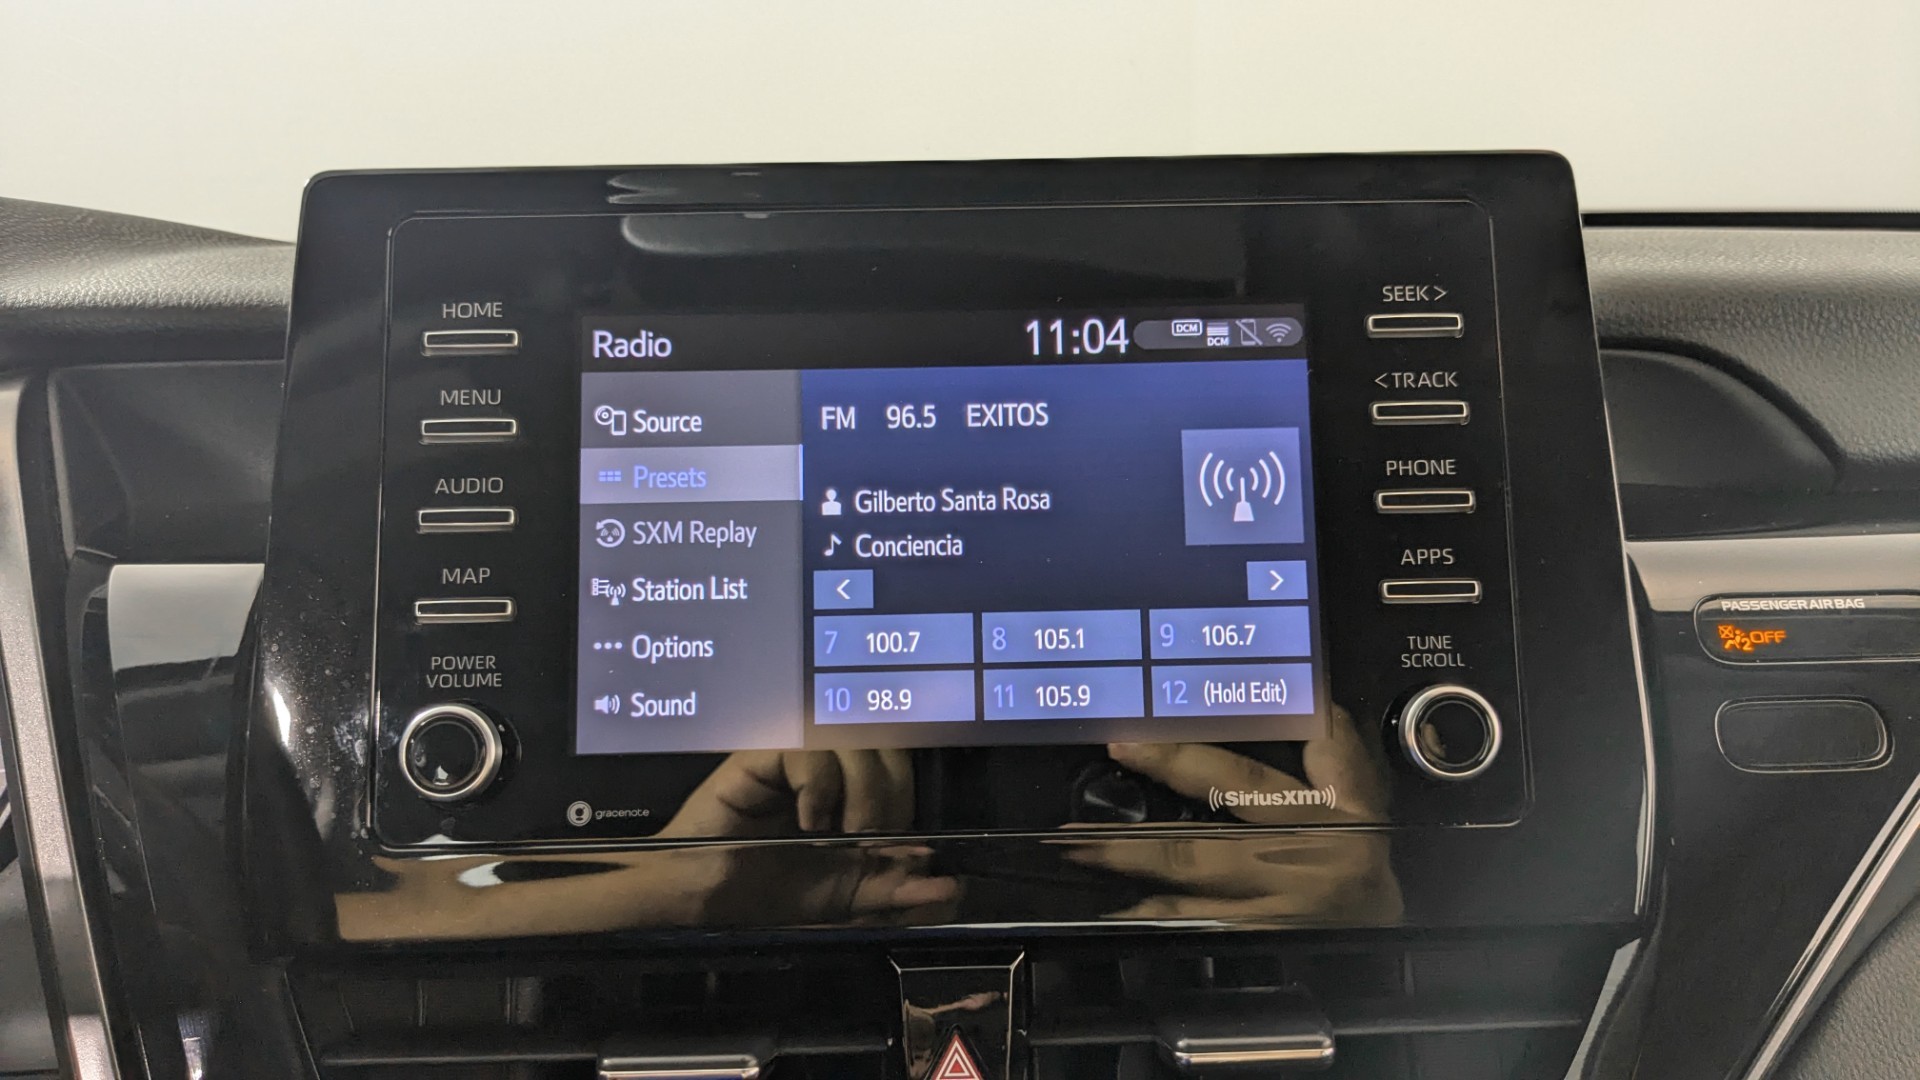 HOME
MENU
AUDIO
MAP
POWER
VOLUME
Radio
11:04
DCM
DCM
Source
Presets
SXM Replay
Station List
Options
Sound
FM 96.5 EXITOS
Gilberto Santa Rosa
Conciencia
<
>
7 100.7
8 105.1
9 106.7
10 98.9
11 105.9
12 (Hold Edit)
gracenote
SiriusXM
SEEK >
< TRACK
PHONE
APPS
TUNE
SCROLL
PASSENGER AIR BAG
2 OFF